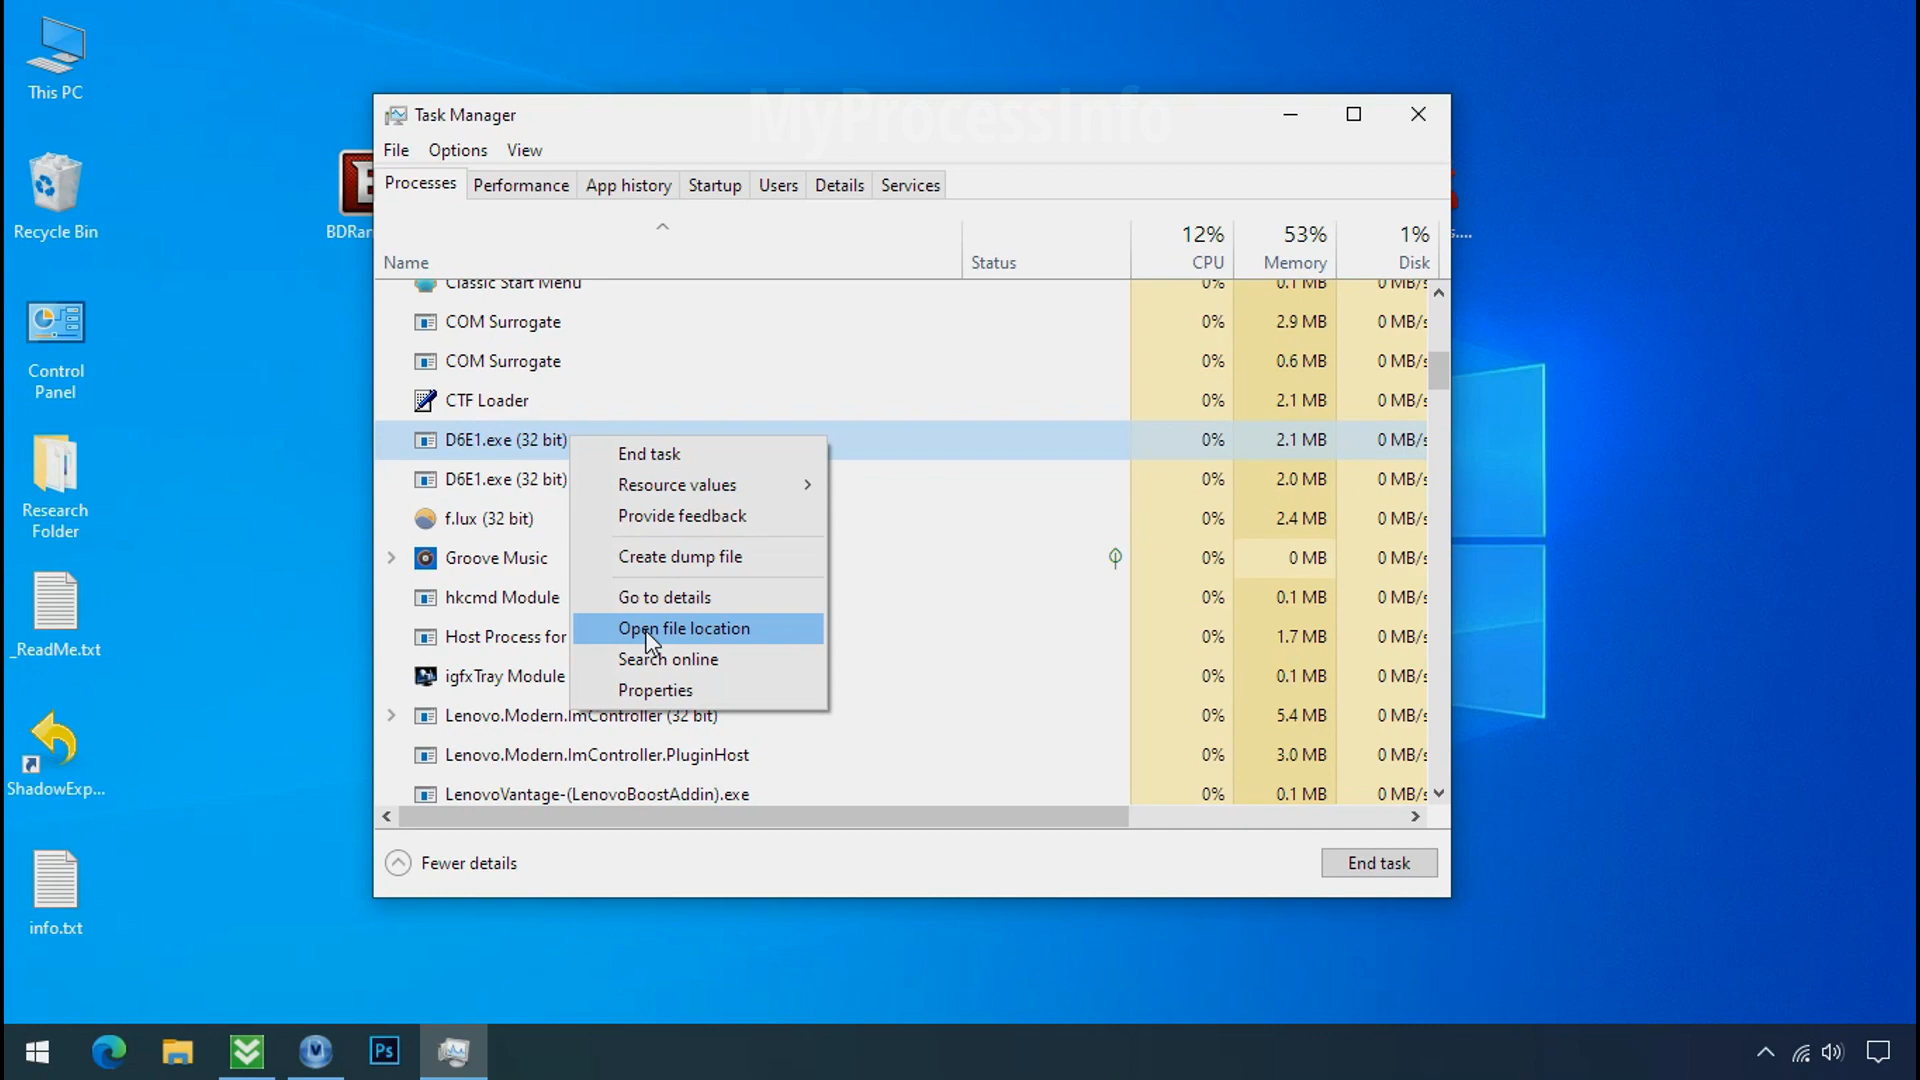 This PC
Recycle Bin
Control
Panel
Research
Folder
_ReadMe.txt
ShadowExp...
info.txt
BDRan
MyProcessInfo
Task Manager
File Options View
Processes Performance App history Startup Users Details Services
12% 53% 1%
Name Status CPU Memory Disk
Classic Start Menu 0% 0.1 MB 0 MB/s
COM Surrogate 0% 2.9 MB 0 MB/s
COM Surrogate 0% 0.6 MB 0 MB/s
CTF Loader 0% 2.1 MB 0 MB/s
D6E1.exe (32 bit) 0% 2.1 MB 0 MB/s
D6E1.exe (32 bit) 0% 2.0 MB 0 MB/s
f.lux (32 bit) 0% 2.4 MB 0 MB/s
Groove Music 0% 0 MB 0 MB/s
hkcmd Module 0% 0.1 MB 0 MB/s
Host Process for 0% 1.7 MB 0 MB/s
igfxTray Module 0% 0.1 MB 0 MB/s
Lenovo.Modern.ImController (32 bit) 0% 5.4 MB 0 MB/s
Lenovo.Modern.ImController.PluginHost 0% 3.0 MB 0 MB/s
LenovoVantage-(LenovoBoostAddin).exe 0% 0.1 MB 0 MB/s
End task
Resource values
Provide feedback
Create dump file
Go to details
Open file location
Search online
Properties
Fewer details End task
Ps